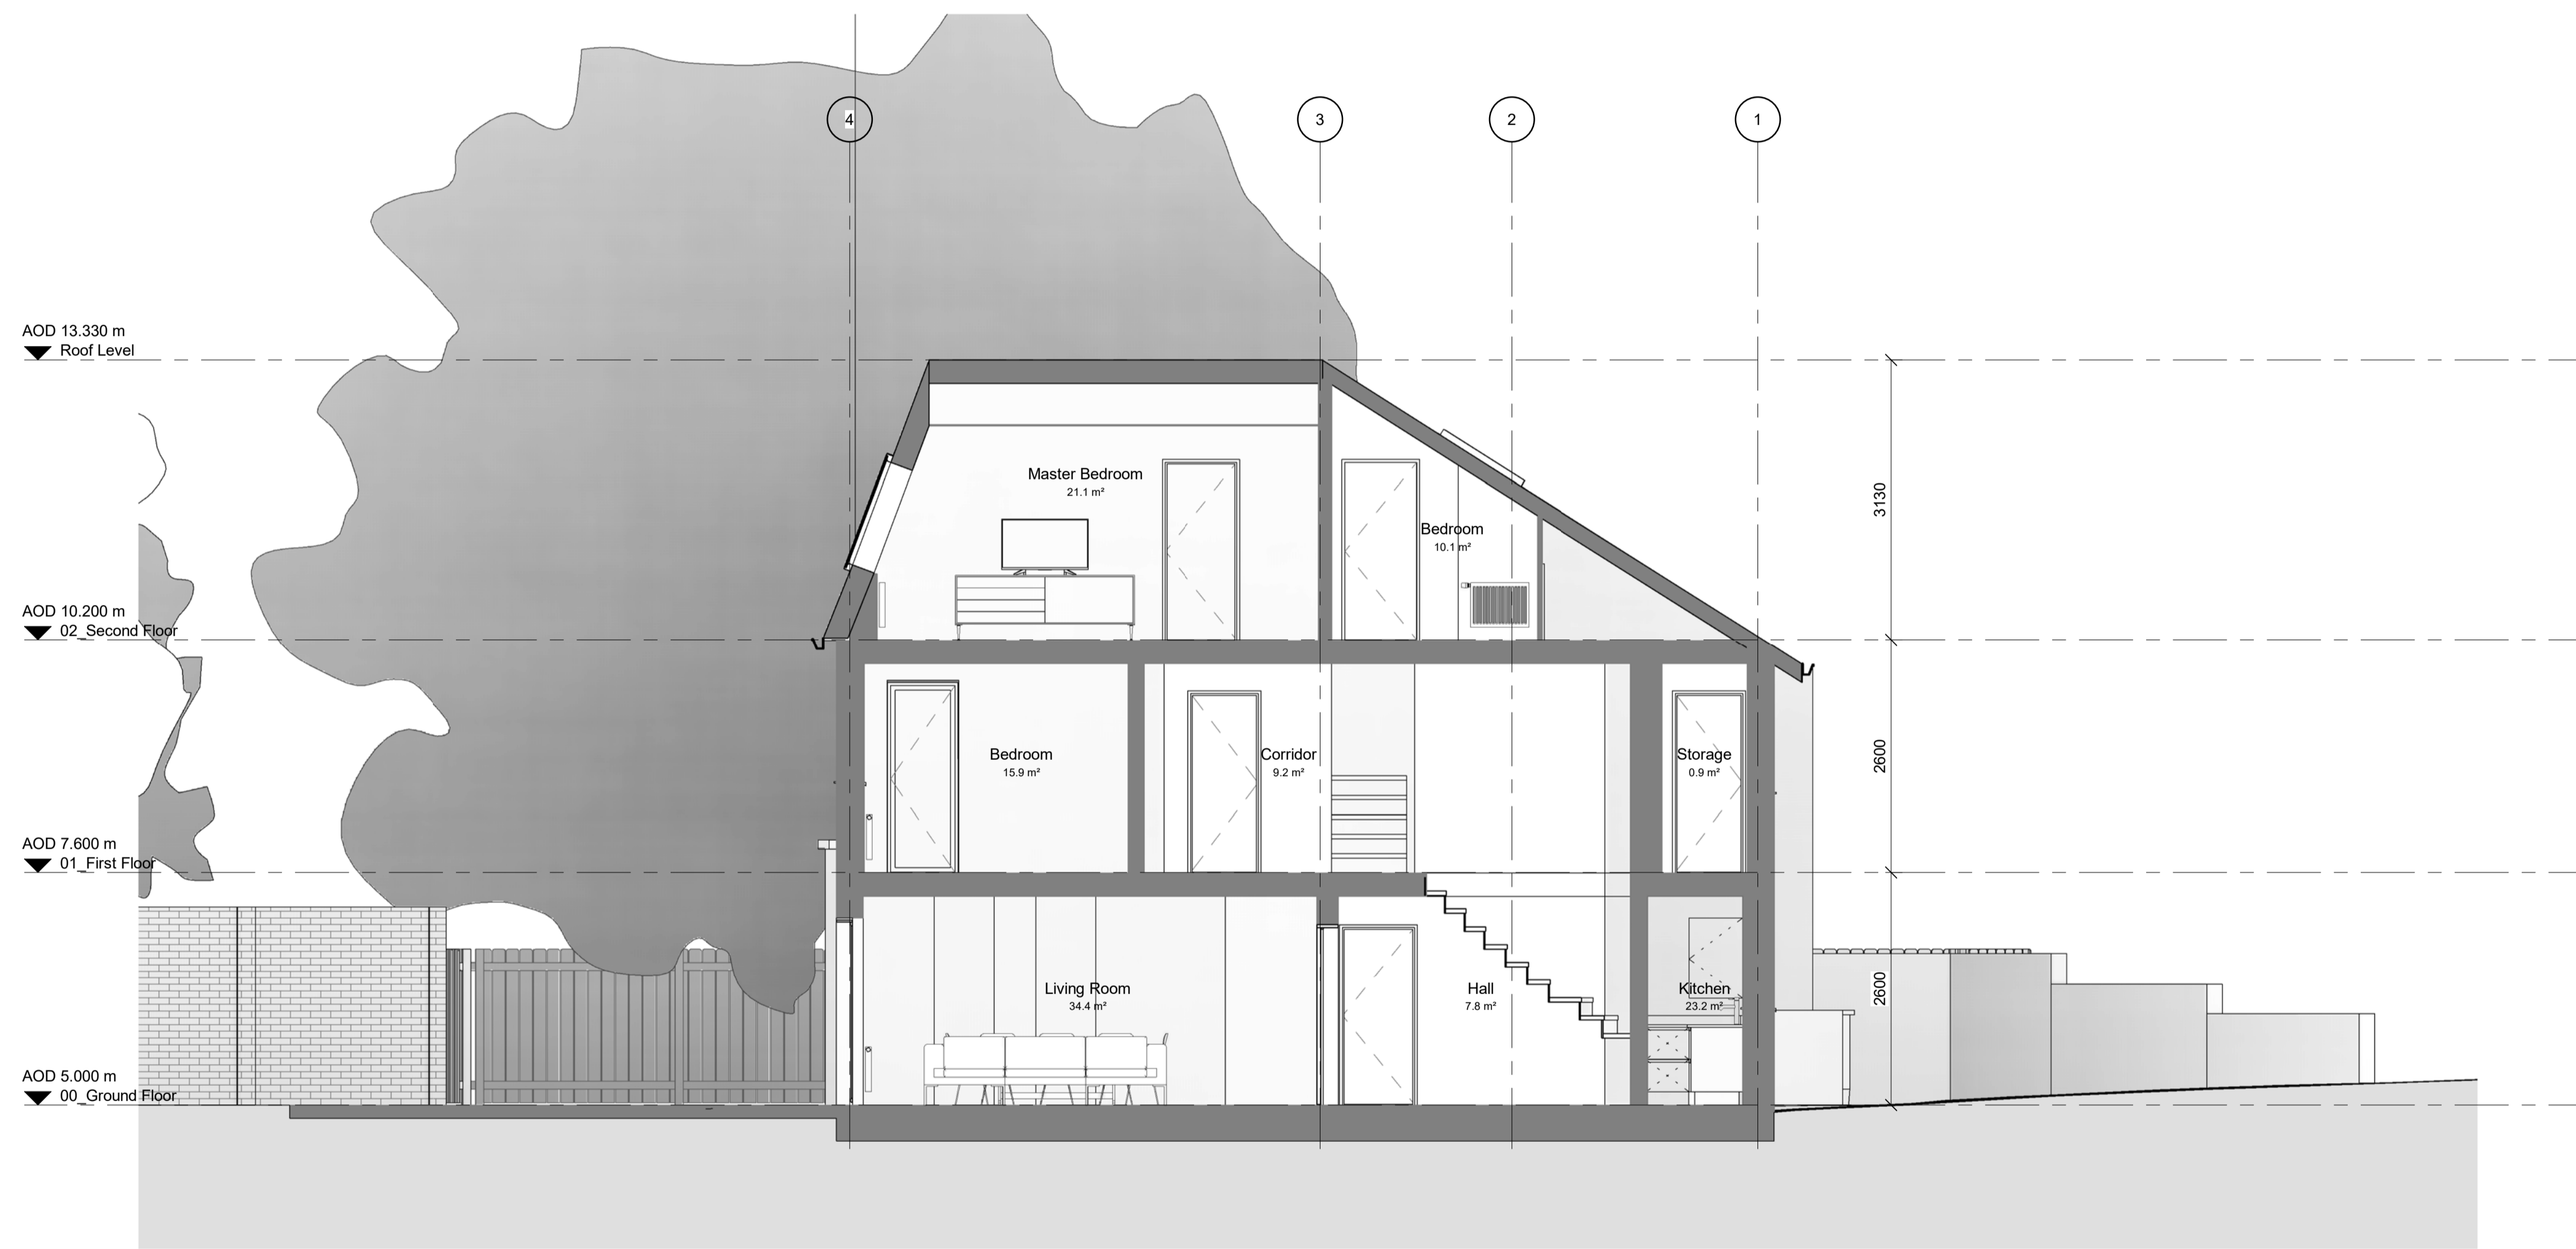 4
3
2
1
AOD 13.330 m
Roof Level
3130
Master Bedroom
21.1 m²
Bedroom
10.1 m²
AOD 10.200 m
02_Second Floor
2600
Bedroom
15.9 m²
Corridor
9.2 m²
Storage
0.9 m²
AOD 7.600 m
01_First Floor
2600
Living Room
34.4 m²
Hall
7.8 m²
Kitchen
23.2 m²
AOD 5.000 m
00_Ground Floor